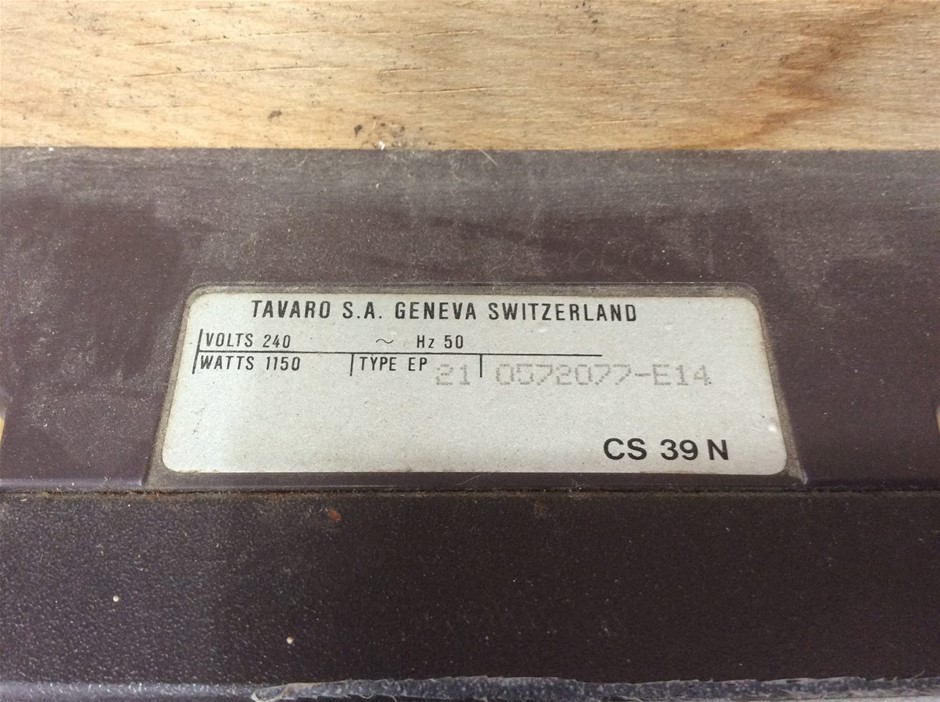 TAVARO S.A. GENEVA SWITZERLAND
VOLTS 240 ~ Hz 50
WATTS 1150 TYPE EP 21 0572077-E14
CS 39 N